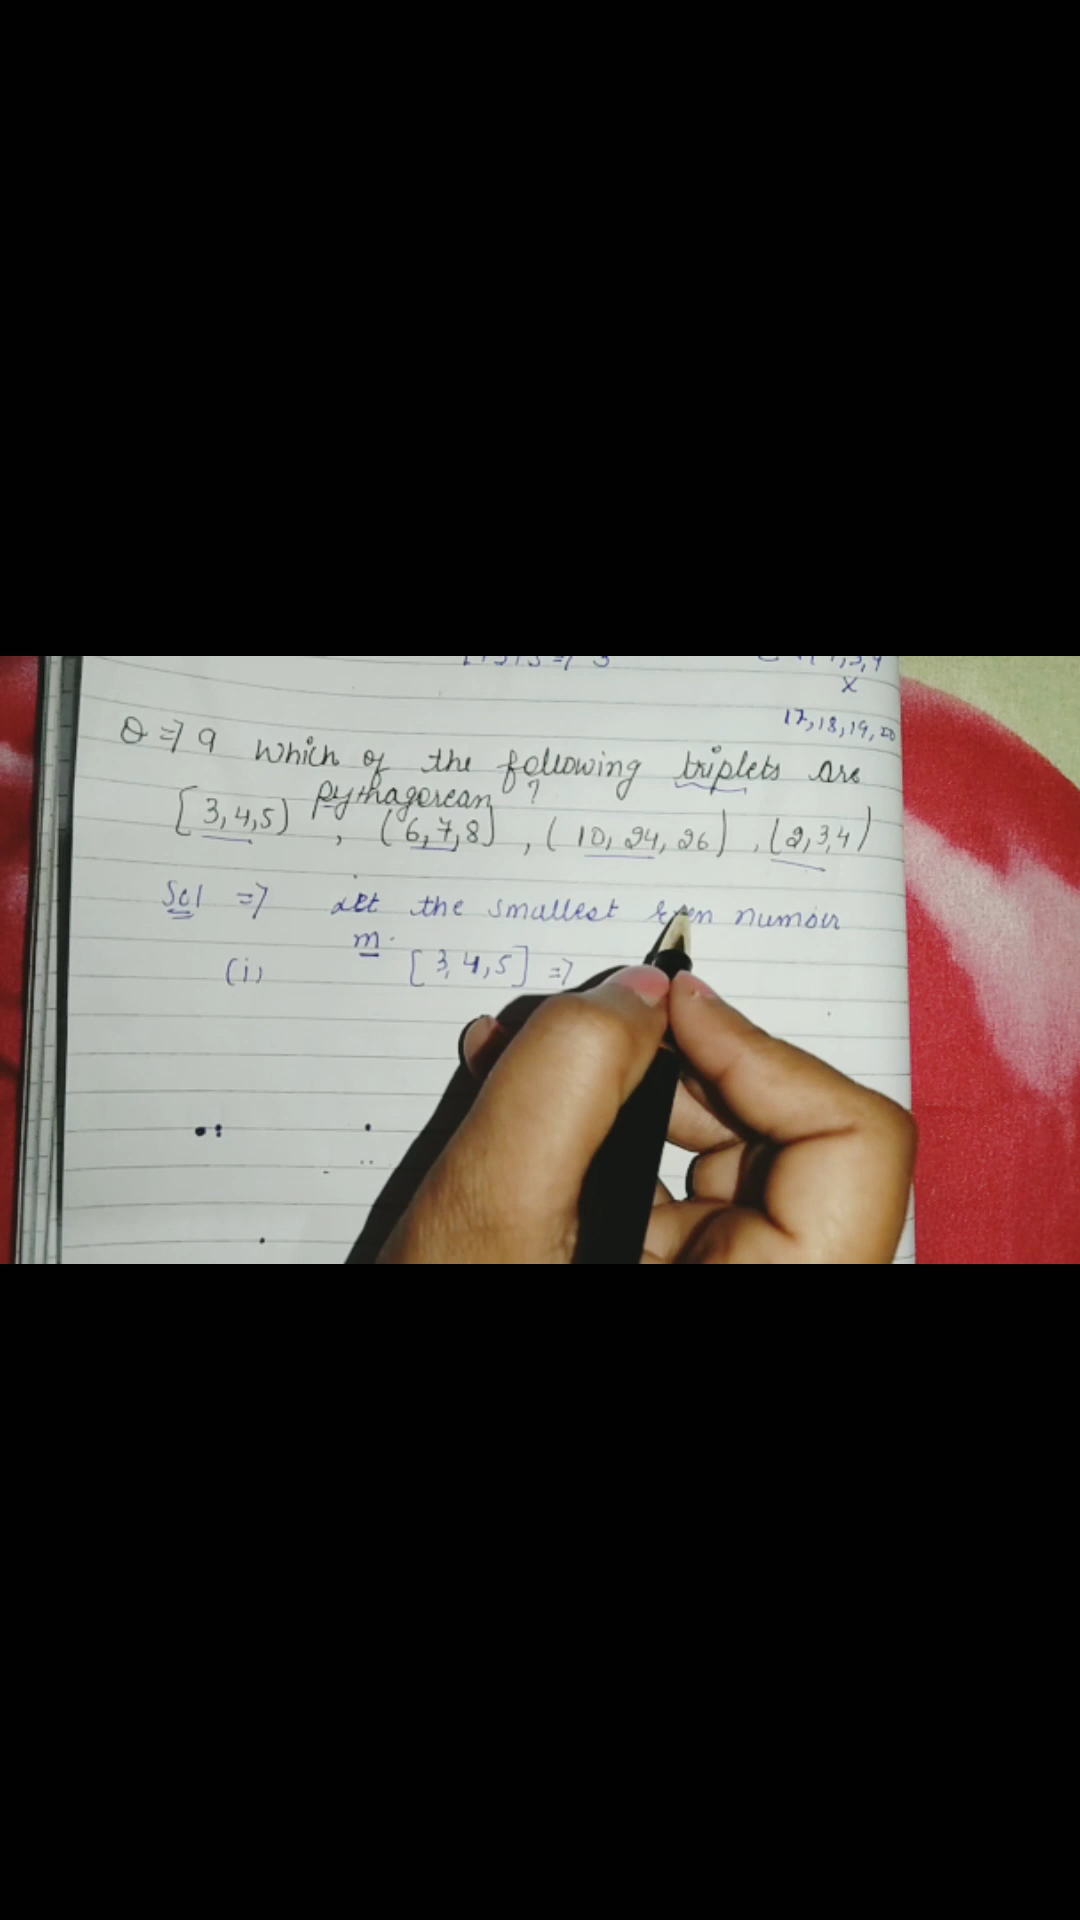 x
17, 18, 19, 20
Q => 9 Which of the following triplets are
pythagorean ?
[3,4,5) , (6,7,8) , (10, 24, 26) , (2,3,4)
Sol => Let the smallest even number
m.
(i) [3,4,5] =>